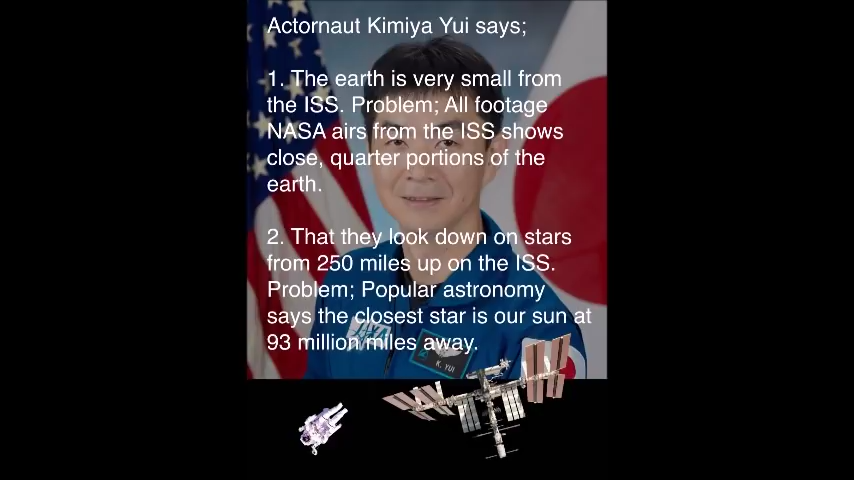 Actornaut Kimiya Yui says;
1. The earth is very small from
the ISS. Problem; All footage
NASA airs from the ISS shows
close, quarter portions of the
earth.
2. That they look down on stars
from 250 miles up on the ISS.
Problem; Popular astronomy
says the closest star is our sun at
93 million miles away.
K. YUI